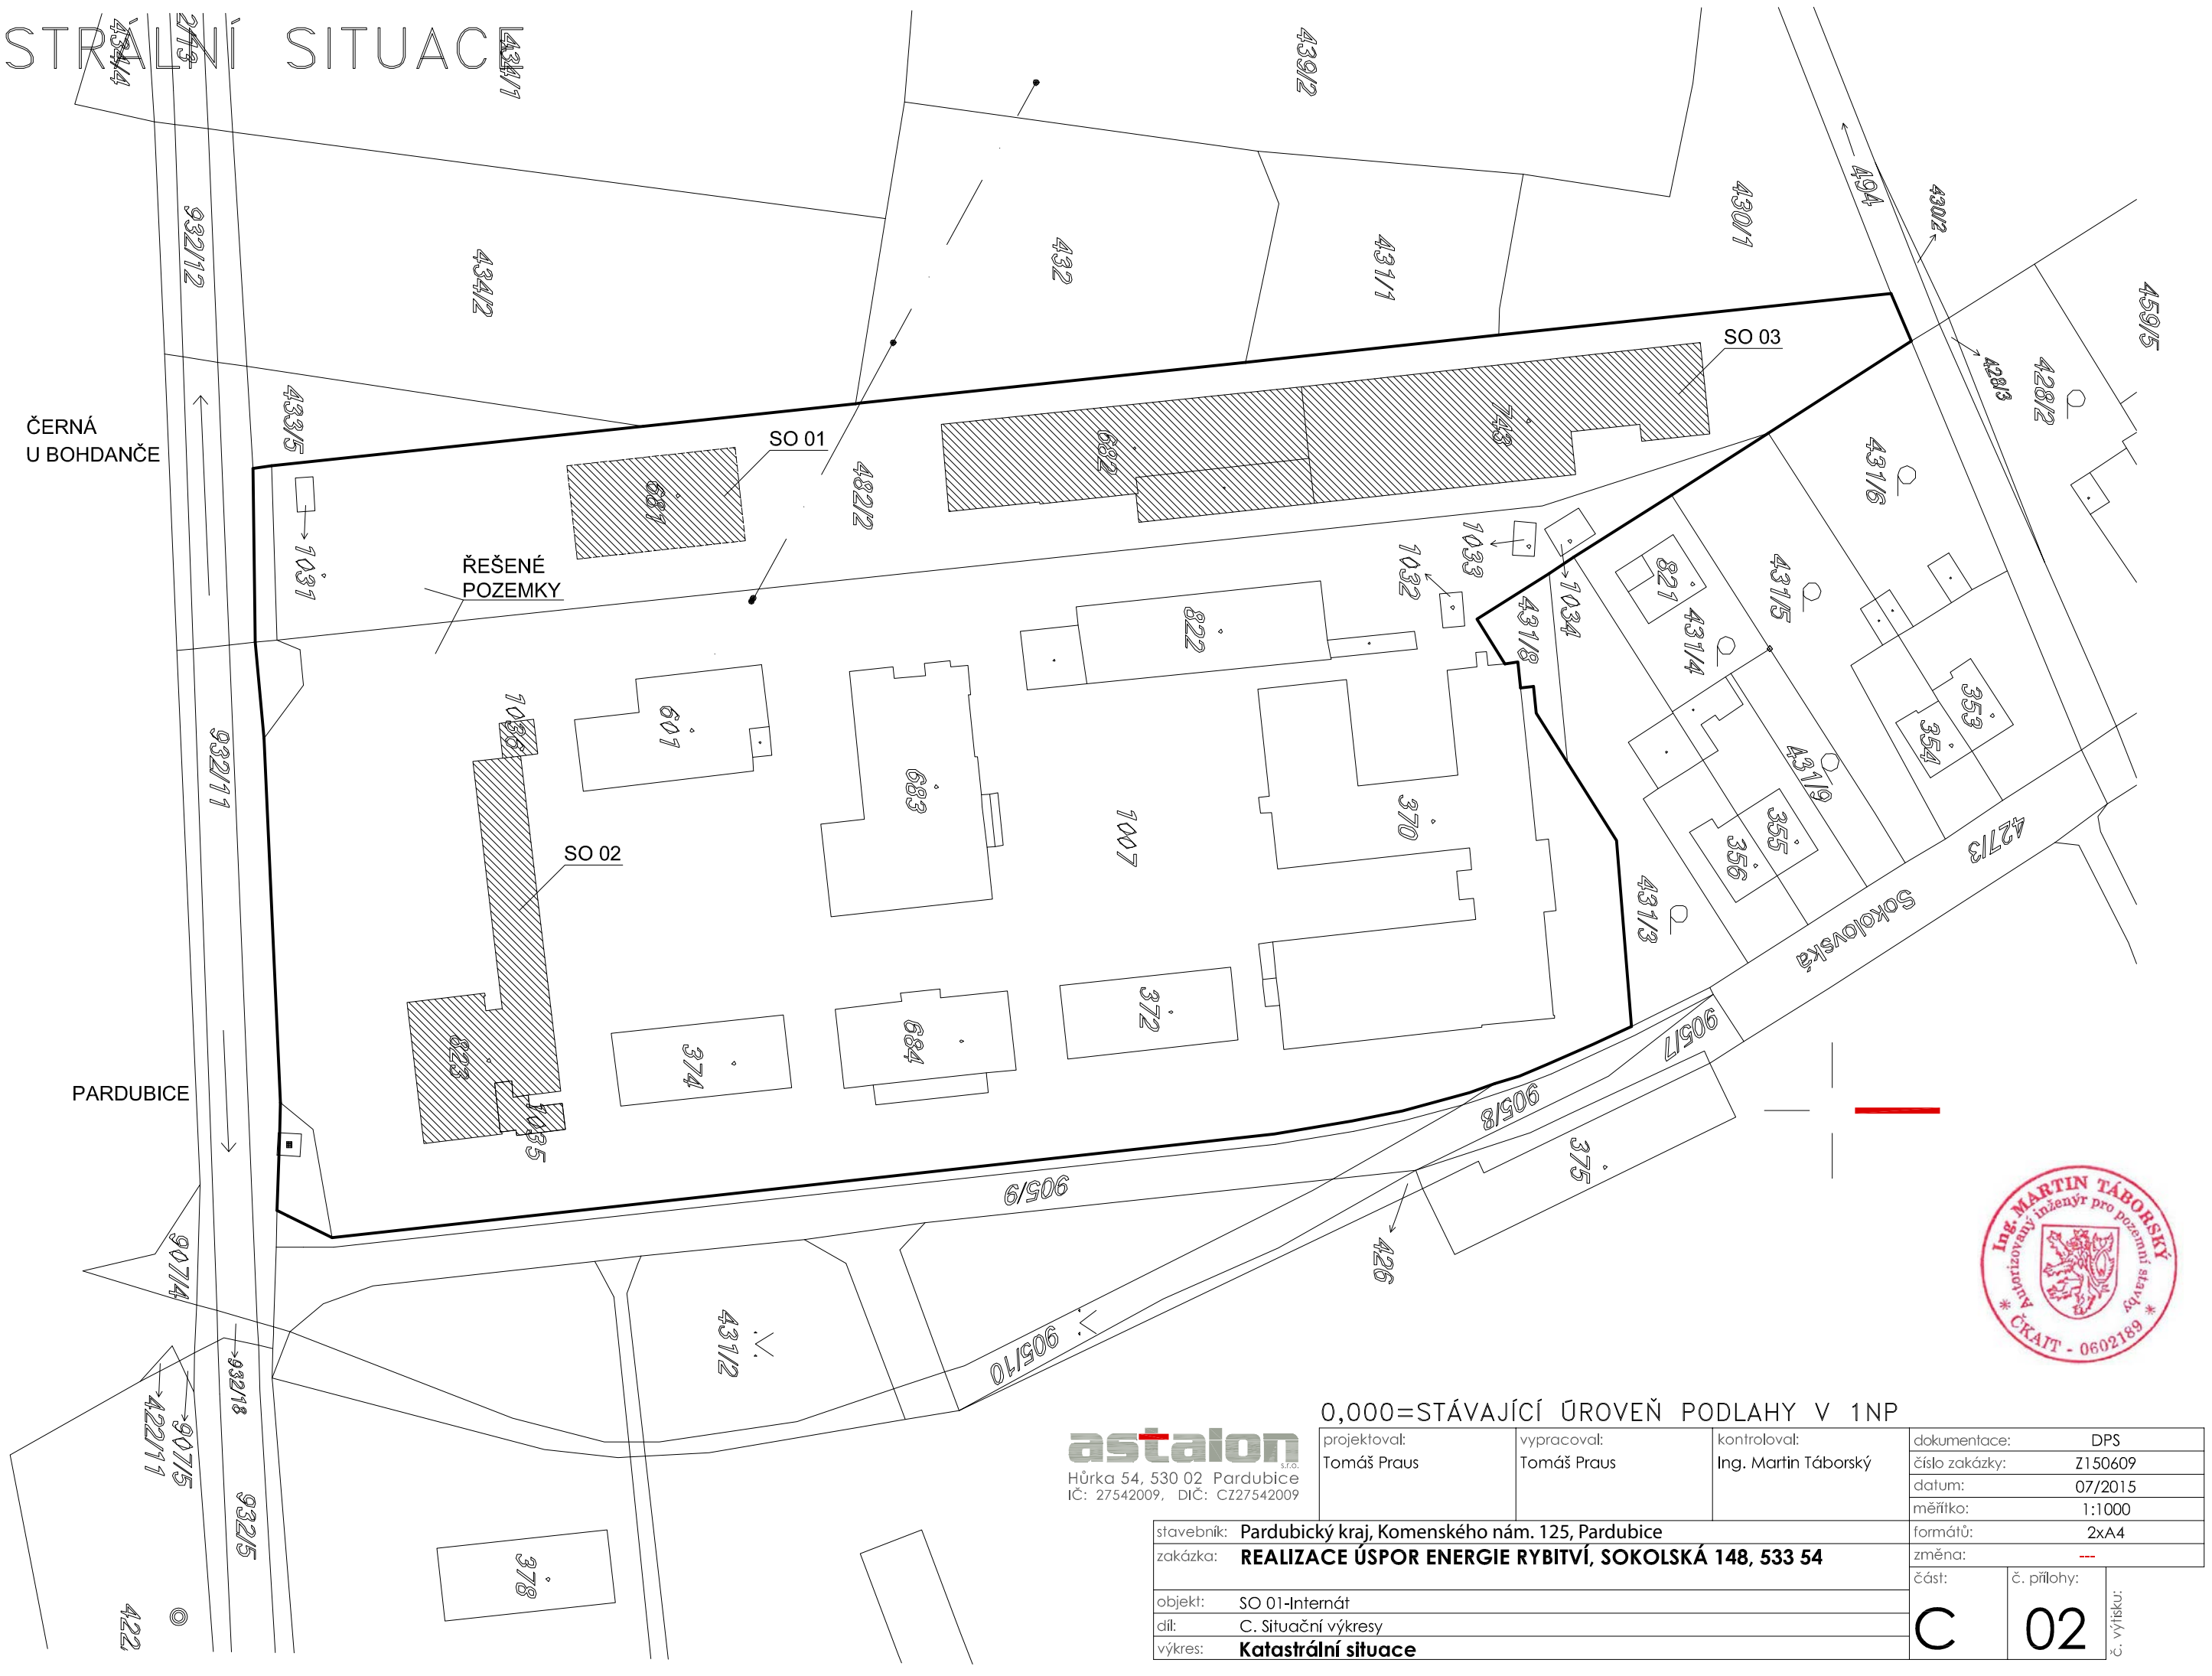 STRÁLNÍ SITUACE
434/4
2/13
434/1
439/2
494
430/2
430/1
932/12
434/2
432
431/1
459/5
428/3
428/2
SO 03
433/5
ČERNÁ
U BOHDANČE
SO 01
681
482/2
682
743
431/6
1031
ŘEŠENÉ
POZEMKY
1032
1033
1034
821
431/5
431/8
431/4
822
1036
601
932/11
683
1007
370
353
354
431/9
355
356
427/3
SO 02
431/3
Sokolovská
823
374
684
372
905/7
905/8
PARDUBICE
1035
375
905/9
426
907/4
431/2
905/10
932/18
422/11
907/5
932/5
378
422
Ing. MARTIN TÁBORSKÝ
Autorizovaný inženýr pro pozemní stavby
* ČKAIT - 0602189 *
0,000=STÁVAJÍCÍ ÚROVEŇ PODLAHY V 1NP
astalon
s.r.o.
Hůrka 54, 530 02 Pardubice
IČ: 27542009, DIČ: CZ27542009
projektoval:
Tomáš Praus
vypracoval:
Tomáš Praus
kontroloval:
Ing. Martin Táborský
dokumentace: DPS
číslo zakázky: Z150609
datum: 07/2015
měřítko: 1:1000
formátů: 2xA4
změna: ---
stavebník: Pardubický kraj, Komenského nám. 125, Pardubice
zakázka: REALIZACE ÚSPOR ENERGIE RYBITVÍ, SOKOLSKÁ 148, 533 54
objekt: SO 01-Internát
díl: C. Situační výkresy
výkres: Katastrální situace
část:
C
č. přílohy:
02
č. výtisku: